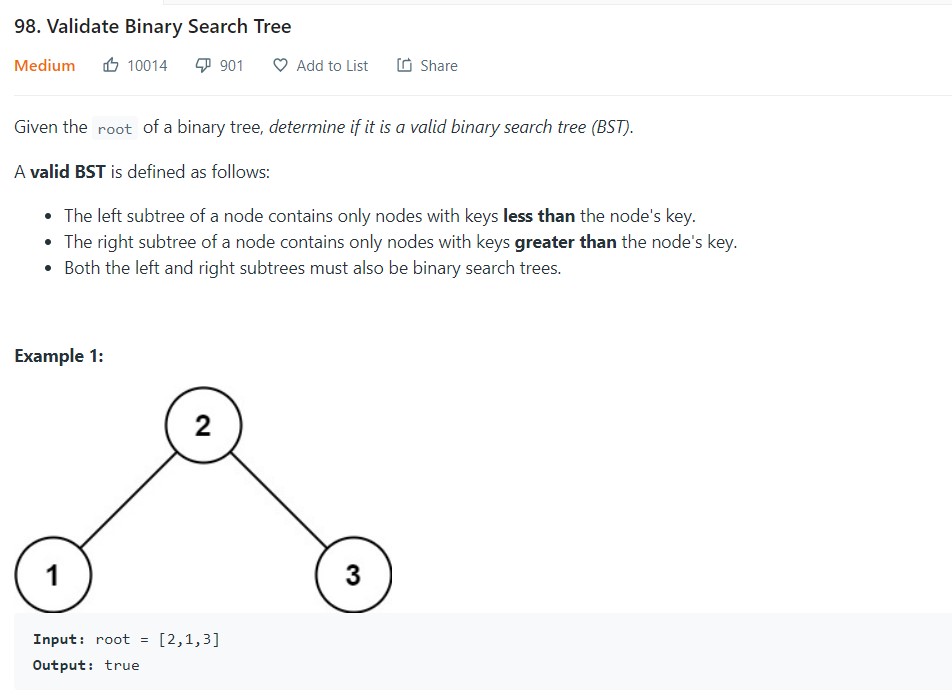 98. Validate Binary Search Tree
Medium 10014 901 Add to List Share
Given the root of a binary tree, determine if it is a valid binary search tree (BST).
A valid BST is defined as follows:
• The left subtree of a node contains only nodes with keys less than the node's key.
• The right subtree of a node contains only nodes with keys greater than the node's key.
• Both the left and right subtrees must also be binary search trees.
Example 1:
2
1 3
Input: root = [2,1,3]
Output: true